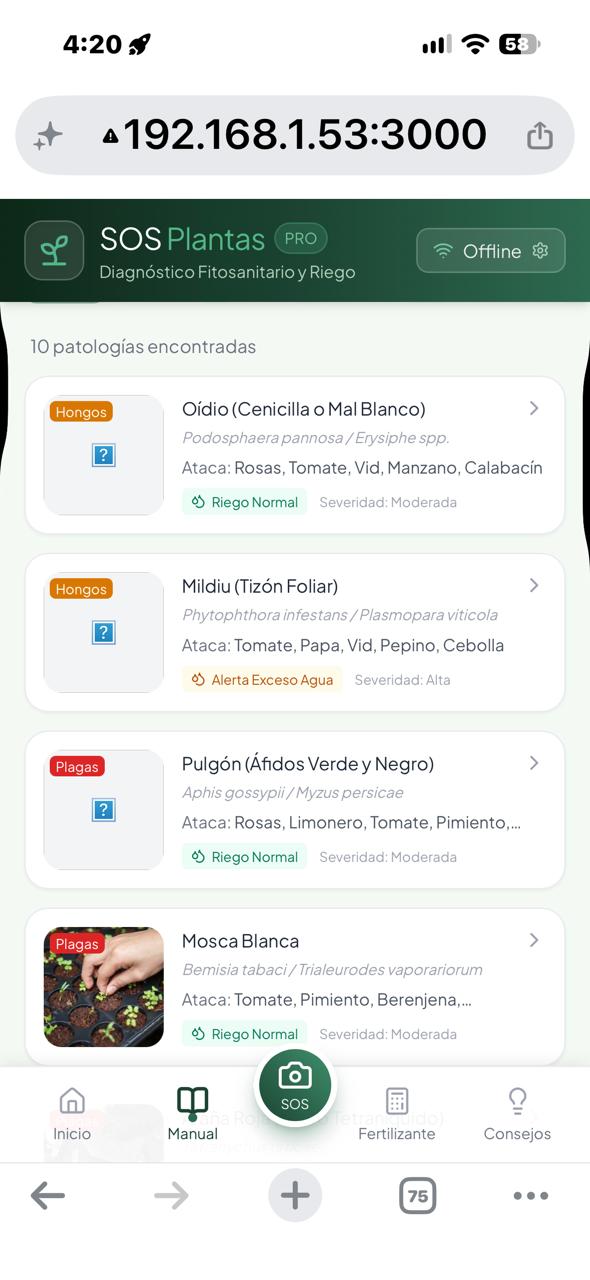 4:20
58
192.168.1.53:3000
SOS Plantas PRO
Diagnóstico Fitosanitario y Riego
Offline
10 patologías encontradas
Hongos
Oídio (Cenicilla o Mal Blanco)
Podosphaera pannosa / Erysiphe spp.
Ataca: Rosas, Tomate, Vid, Manzano, Calabacín
Riego Normal
Severidad: Moderada
Hongos
Mildiu (Tizón Foliar)
Phytophthora infestans / Plasmopara viticola
Ataca: Tomate, Papa, Vid, Pepino, Cebolla
Alerta Exceso Agua
Severidad: Alta
Plagas
Pulgón (Áfidos Verde y Negro)
Aphis gossypii / Myzus persicae
Ataca: Rosas, Limonero, Tomate, Pimiento,...
Riego Normal
Severidad: Moderada
Plagas
Mosca Blanca
Bemisia tabaci / Trialeurodes vaporariorum
Ataca: Tomate, Pimiento, Berenjena,...
Riego Normal
Severidad: Moderada
SOS
Inicio
Manual
Fertilizante
Consejos
75